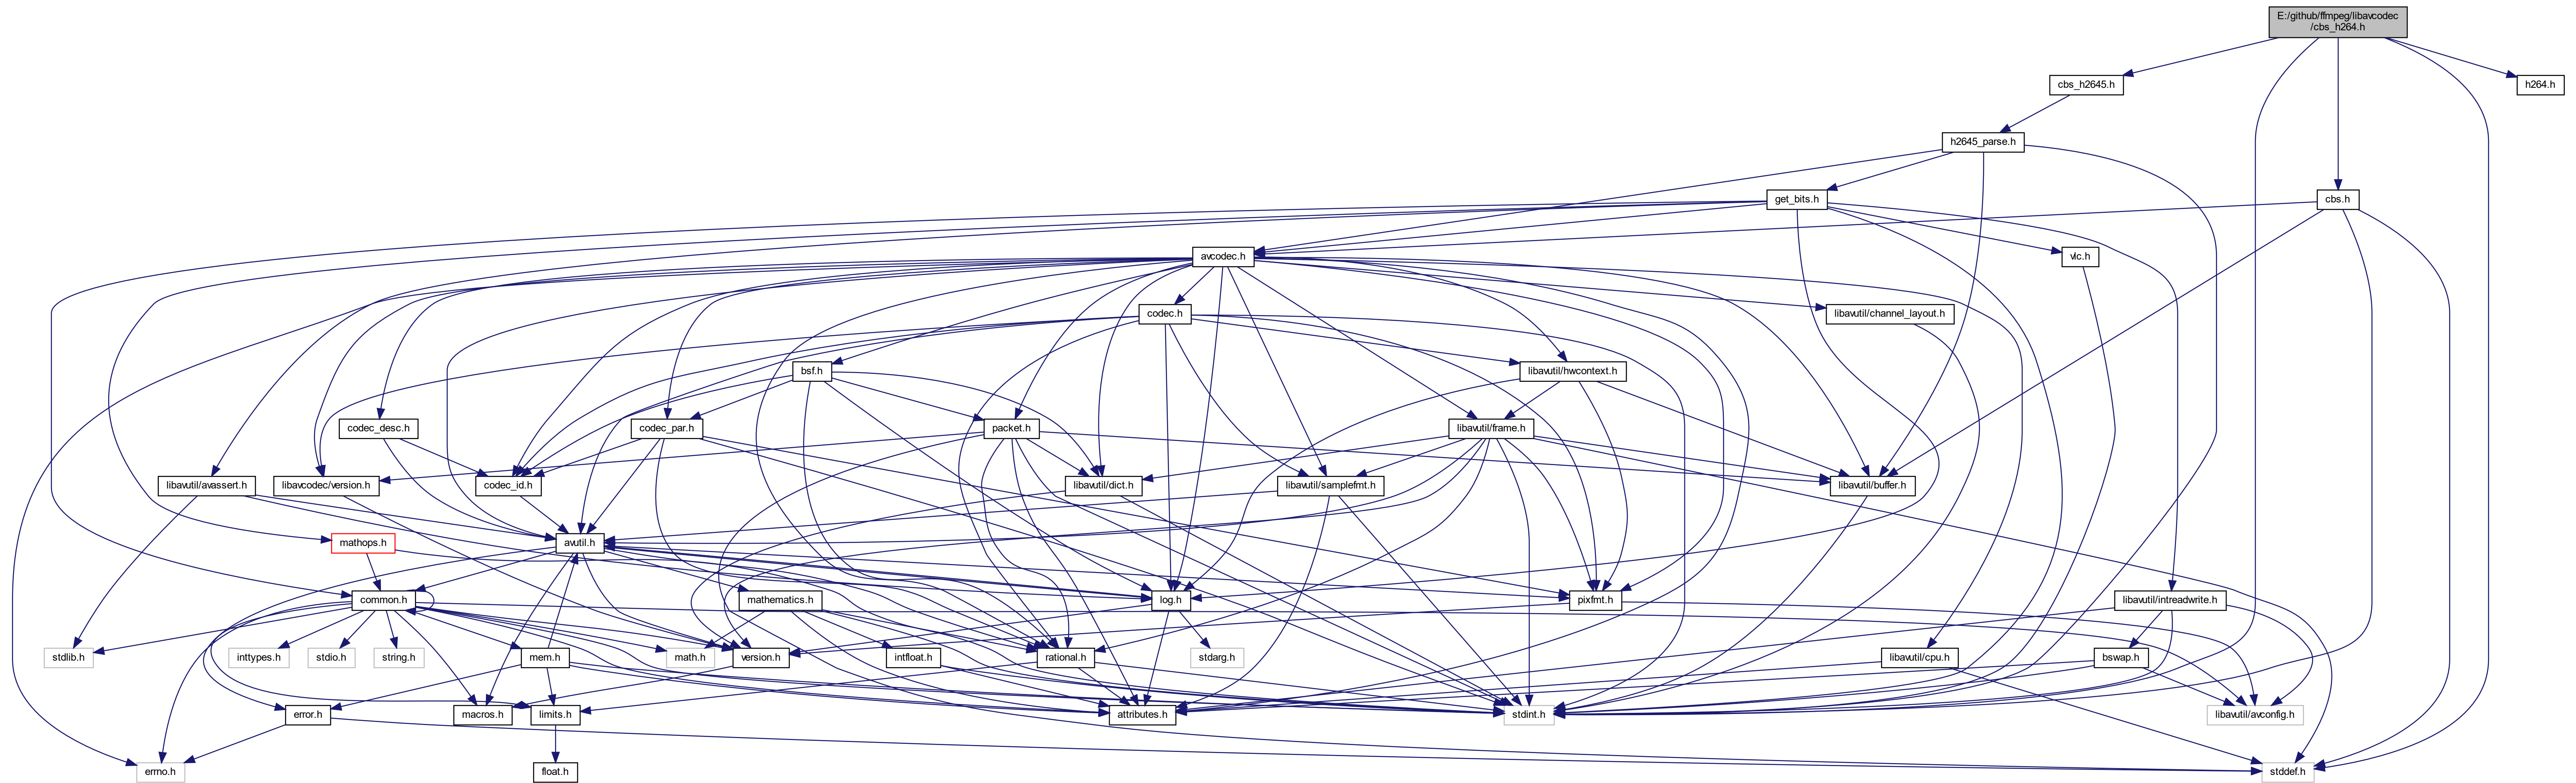 E:/github/ffmpeg/libavcodec
/cbs_h264.h
cbs_h2645.h
h264.h
h2645_parse.h
get_bits.h
cbs.h
avcodec.h
vlc.h
codec.h
libavutil/channel_layout.h
bsf.h
libavutil/hwcontext.h
codec_desc.h
codec_par.h
packet.h
libavutil/frame.h
libavutil/avassert.h
libavcodec/version.h
codec_id.h
libavutil/dict.h
libavutil/samplefmt.h
libavutil/buffer.h
mathops.h
avutil.h
common.h
mathematics.h
log.h
pixfmt.h
libavutil/intreadwrite.h
stdlib.h
inttypes.h
stdio.h
string.h
mem.h
math.h
version.h
intfloat.h
rational.h
stdarg.h
libavutil/cpu.h
bswap.h
error.h
macros.h
limits.h
attributes.h
stdint.h
libavutil/avconfig.h
errno.h
float.h
stddef.h